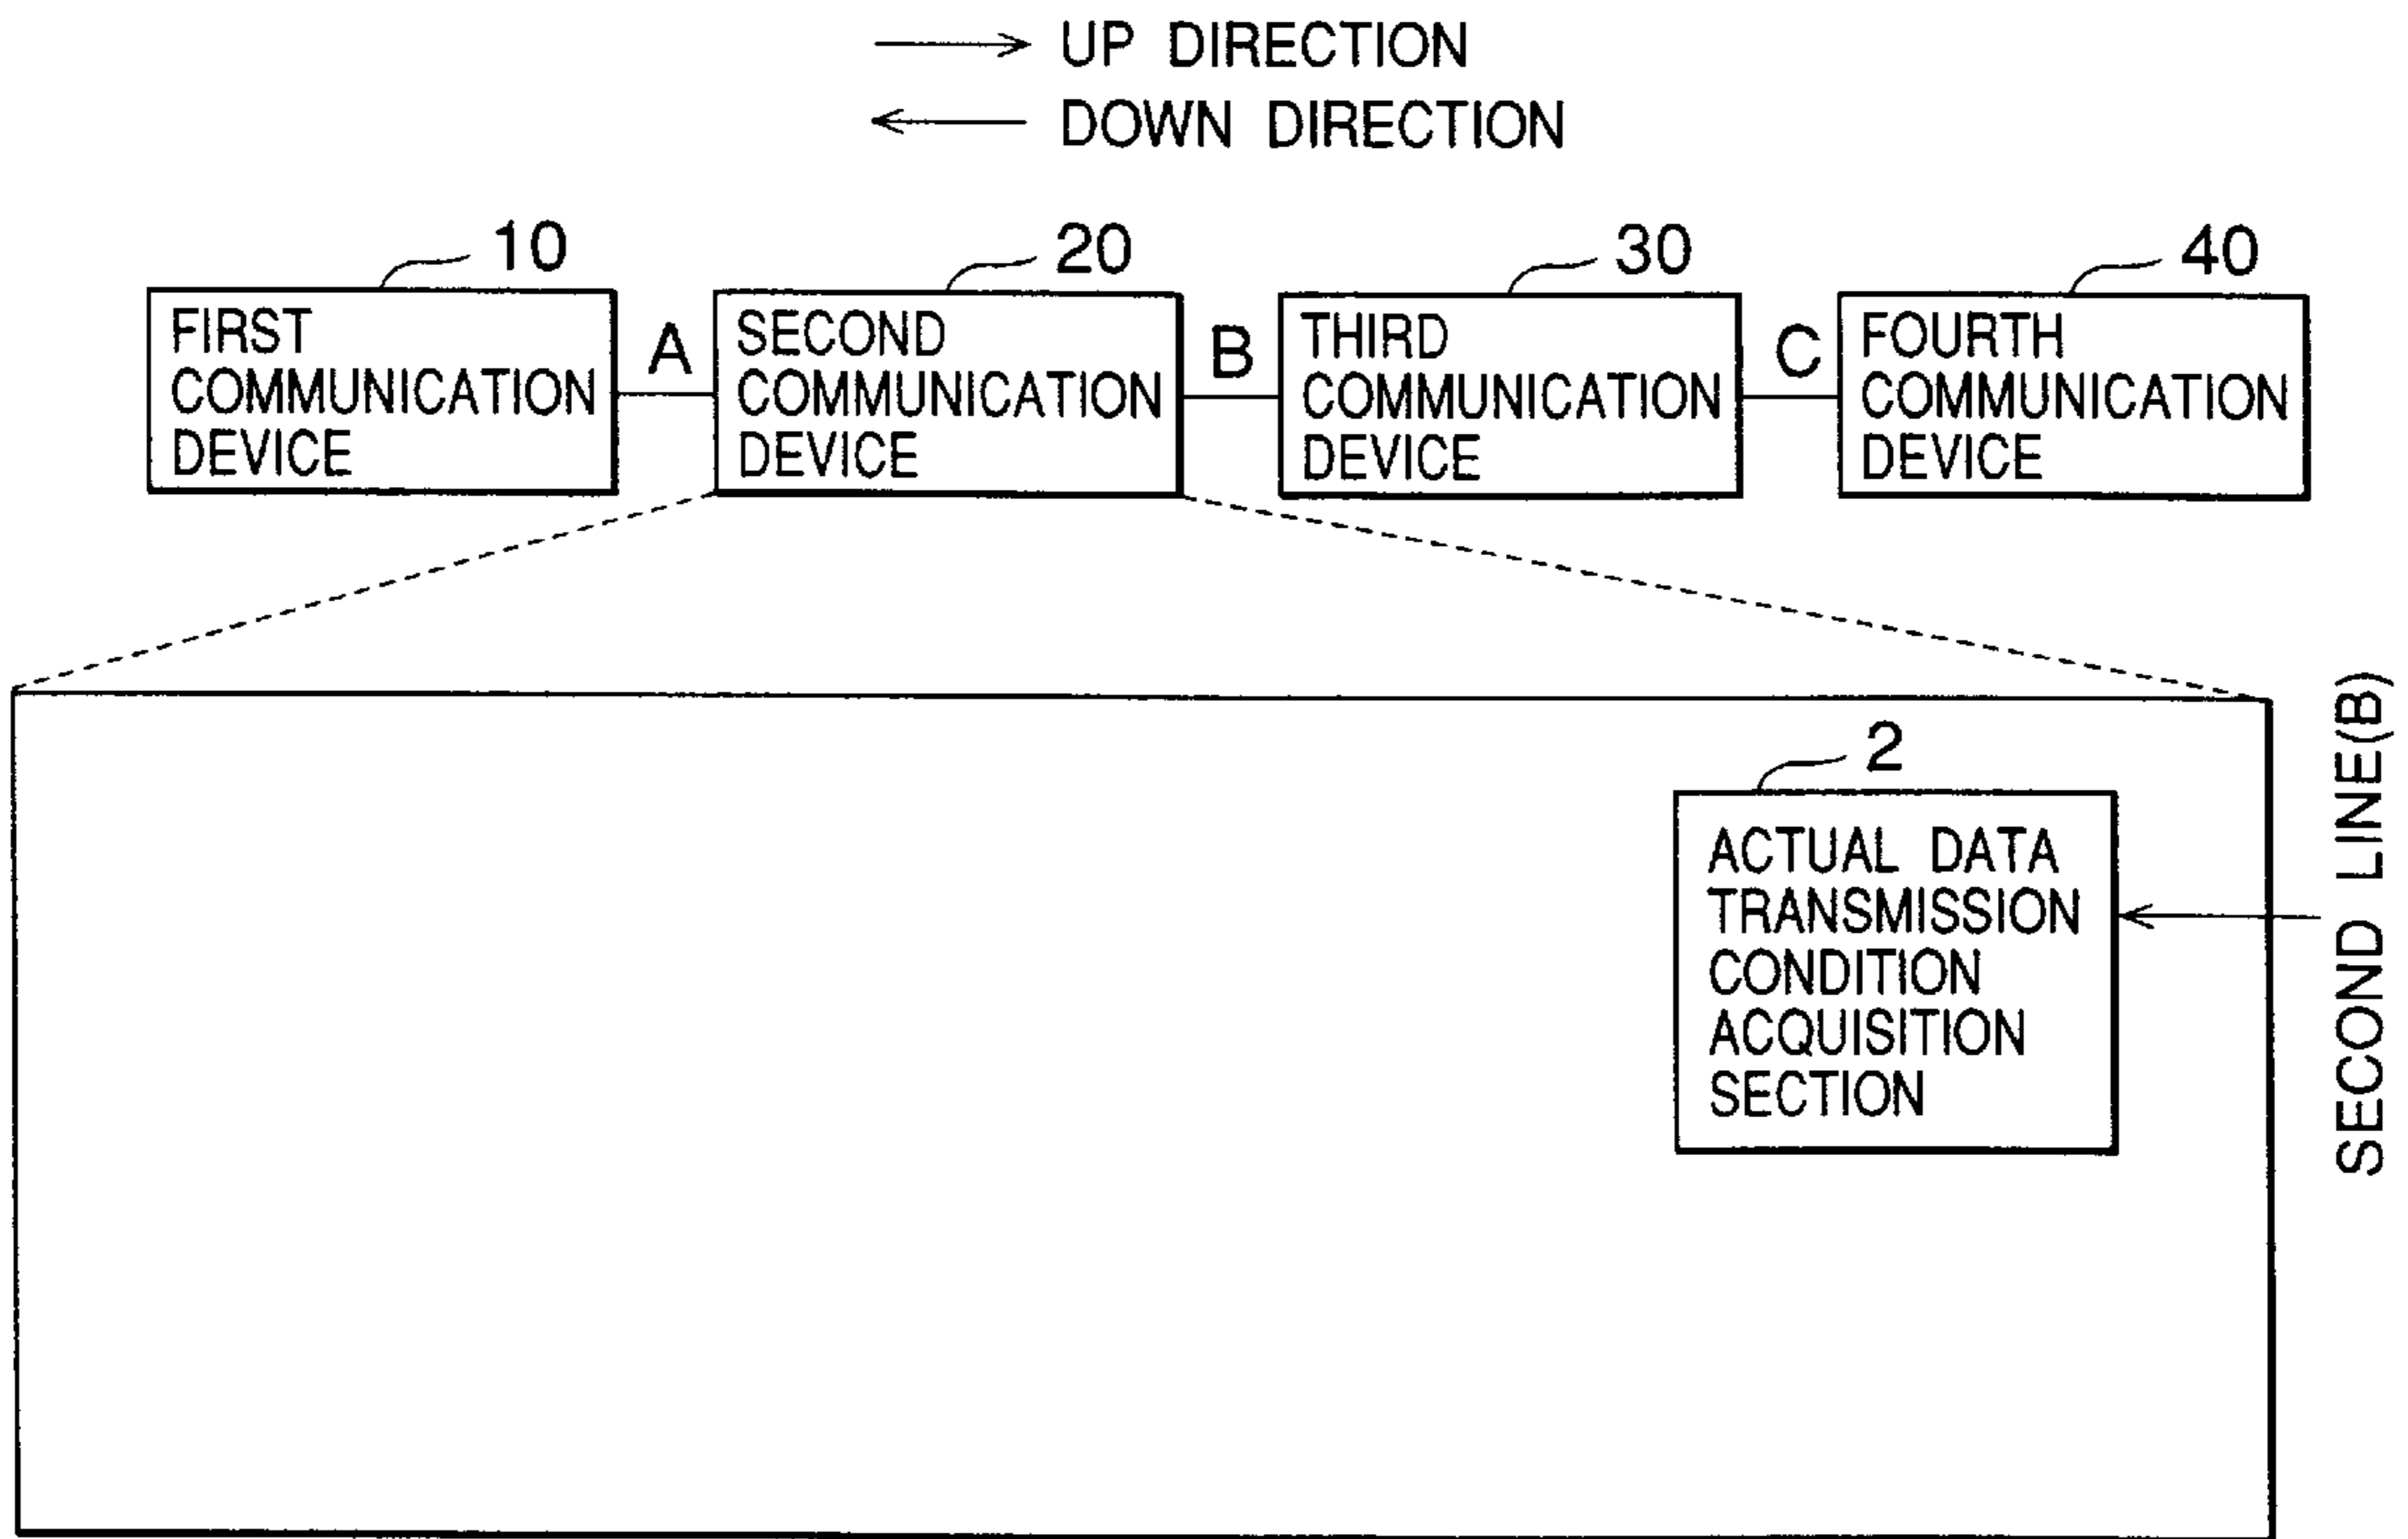 UP DIRECTION
DOWN DIRECTION
10
20
30
40
FIRST
COMMUNICATION
DEVICE
A
SECOND
COMMUNICATION
DEVICE
B
THIRD
COMMUNICATION
DEVICE
C
FOURTH
COMMUNICATION
DEVICE
2
ACTUAL DATA
TRANSMISSION
CONDITION
ACQUISITION
SECTION
SECOND LINE(B)